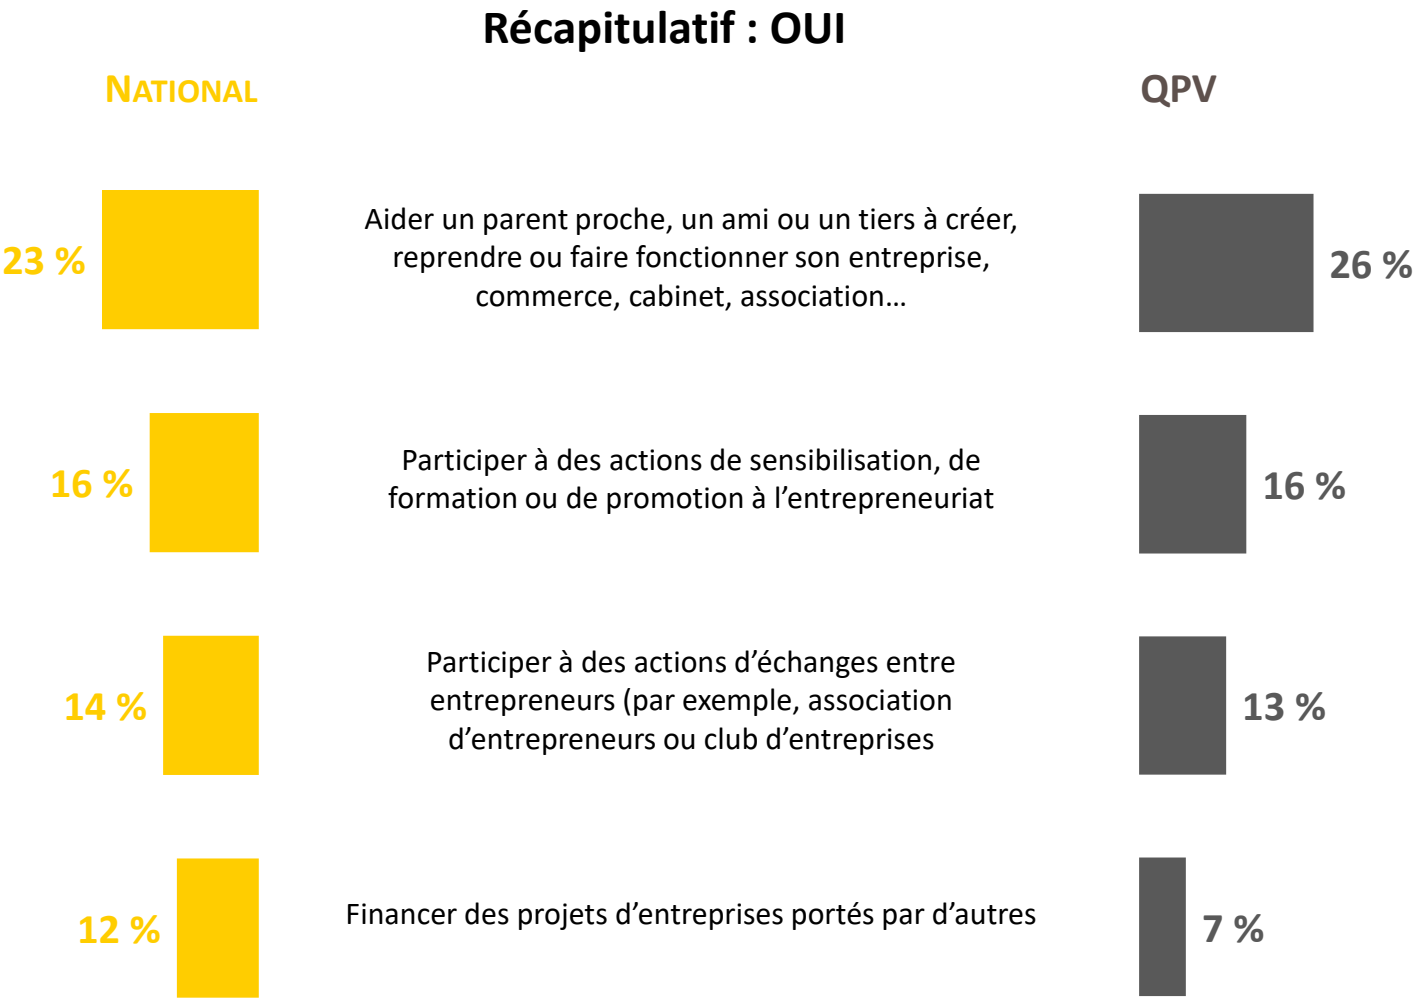 Récapitulatif : OUI
NATIONAL
QPV
23 %
Aider un parent proche, un ami ou un tiers à créer,
reprendre ou faire fonctionner son entreprise,
commerce, cabinet, association…
26 %
16 %
Participer à des actions de sensibilisation, de
formation ou de promotion à l’entrepreneuriat
16 %
14 %
Participer à des actions d’échanges entre
entrepreneurs (par exemple, association
d’entrepreneurs ou club d’entreprises
13 %
12 %
Financer des projets d’entreprises portés par d’autres
7 %